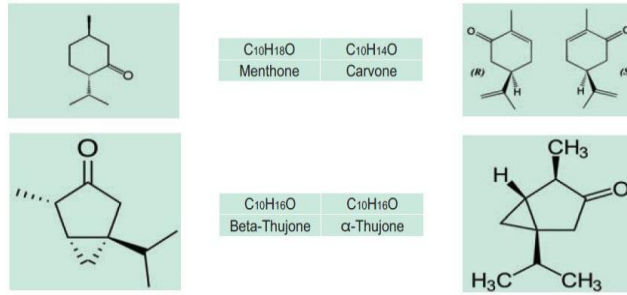 O
C10H18O C10H14O
Menthone Carvone
O O
(R) H H (S
O
C10H16O C10H16O
Beta-Thujone α-Thujone
CH3
H
O
H3C CH3